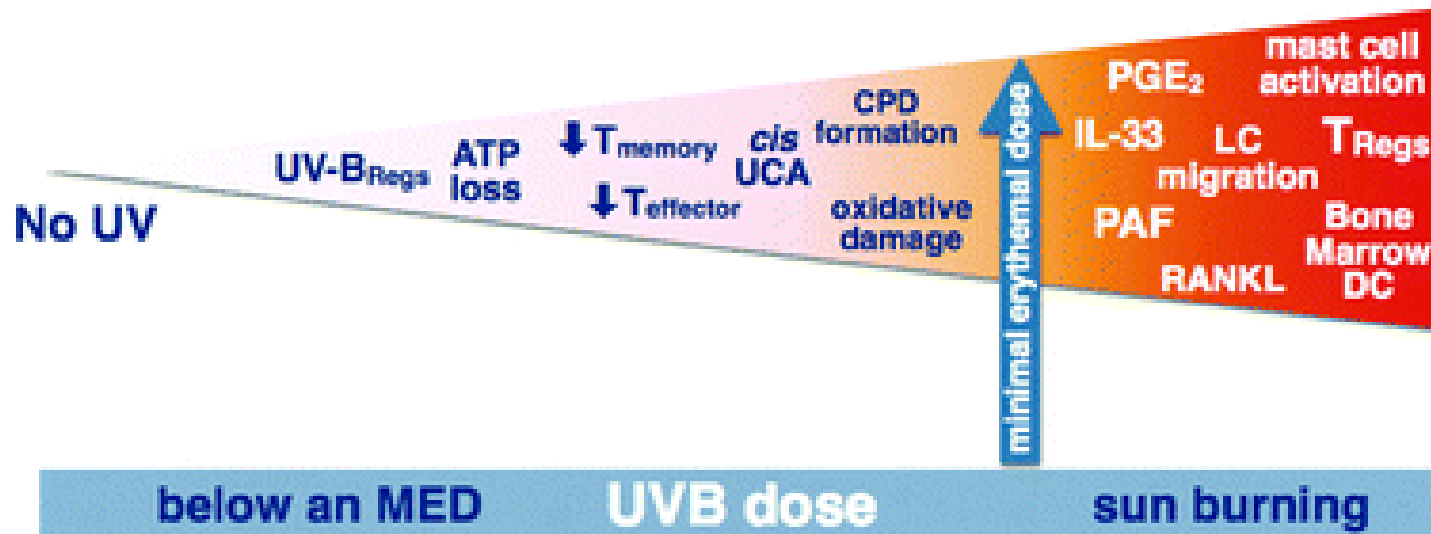 No UV
UV-BRegs
ATP
loss
⬇ Tmemory
⬇ Teffector
cis
UCA
CPD
formation
oxidative
damage
minimal erythemal dose
PGE₂
mast cell
activation
IL-33
LC
migration
TRegs
PAF
Bone
Marrow
DC
RANKL
below an MED
UVB dose
sun burning